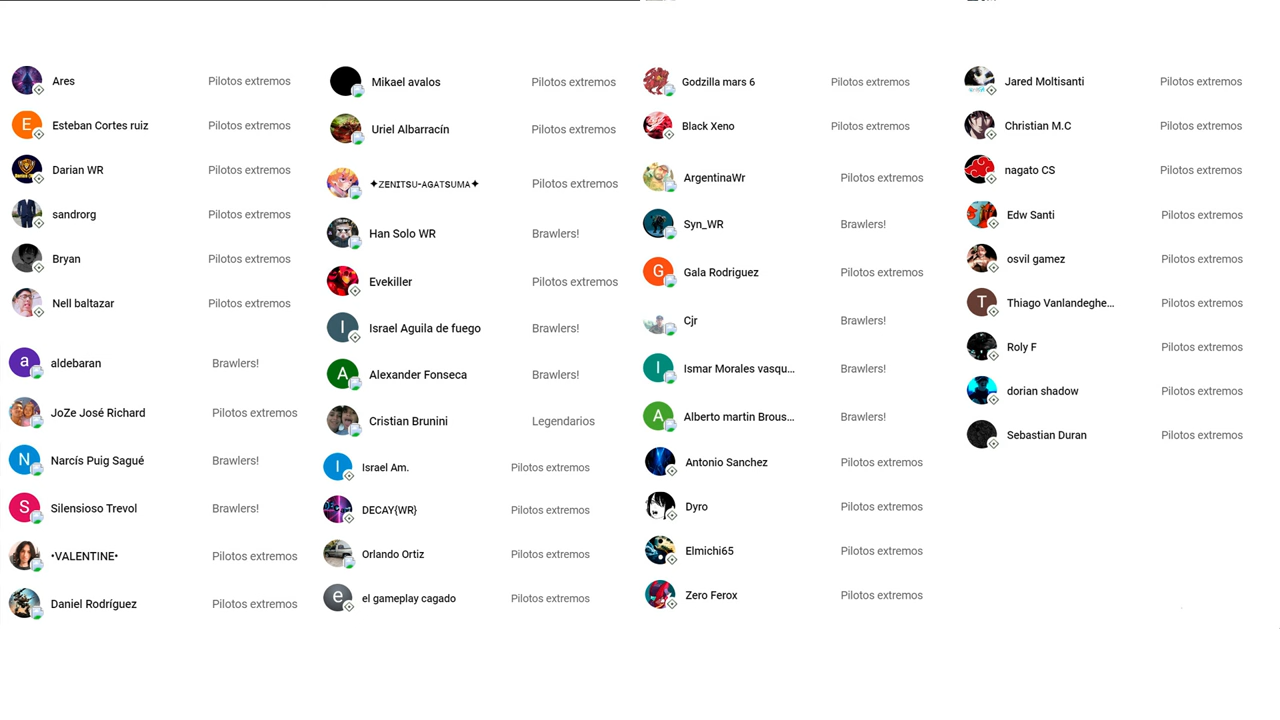 Ares Pilotos extremos
E Esteban Cortes ruiz Pilotos extremos
Darian WR Pilotos extremos
sandrorg Pilotos extremos
Bryan Pilotos extremos
Nell baltazar Pilotos extremos
a aldebaran Brawlers!
JoZe José Richard Pilotos extremos
N Narcís Puig Sagué Brawlers!
S Silensioso Trevol Brawlers!
•VALENTINE• Pilotos extremos
Daniel Rodríguez Pilotos extremos
Mikael avalos Pilotos extremos
Uriel Albarracín Pilotos extremos
✦ZENITSU-AGATSUMA✦ Pilotos extremos
Han Solo WR Brawlers!
Evekiller Pilotos extremos
I Israel Aguila de fuego Brawlers!
A Alexander Fonseca Brawlers!
Cristian Brunini Legendarios
I Israel Am. Pilotos extremos
DECAY{WR} Pilotos extremos
Orlando Ortiz Pilotos extremos
e el gameplay cagado Pilotos extremos
Godzilla mars 6 Pilotos extremos
Black Xeno Pilotos extremos
ArgentinaWr Pilotos extremos
Syn_WR Brawlers!
G Gala Rodriguez Pilotos extremos
Cjr Brawlers!
I Ismar Morales vasqu... Brawlers!
A Alberto martin Brous... Brawlers!
Antonio Sanchez Pilotos extremos
Dyro Pilotos extremos
Elmichi65 Pilotos extremos
Zero Ferox Pilotos extremos
Jared Moltisanti Pilotos extremos
Christian M.C Pilotos extremos
nagato CS Pilotos extremos
Edw Santi Pilotos extremos
osvil gamez Pilotos extremos
T Thiago Vanlandeghe... Pilotos extremos
Roly F Pilotos extremos
dorian shadow Pilotos extremos
Sebastian Duran Pilotos extremos